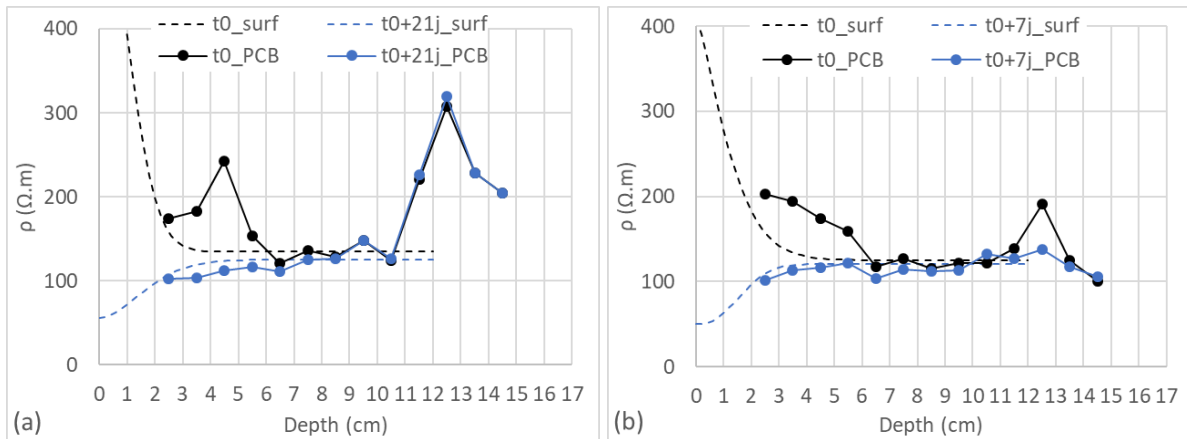 t0_surf t0+21j_surf
t0_PCB t0+21j_PCB
400
300
200
100
0
ρ (Ω.m)
0 1 2 3 4 5 6 7 8 9 10 11 12 13 14 15 16 17
Depth (cm)
(a)
t0_surf t0+7j_surf
t0_PCB t0+7j_PCB
400
300
200
100
0
ρ (Ω.m)
0 1 2 3 4 5 6 7 8 9 10 11 12 13 14 15 16 17
Depth (cm)
(b)